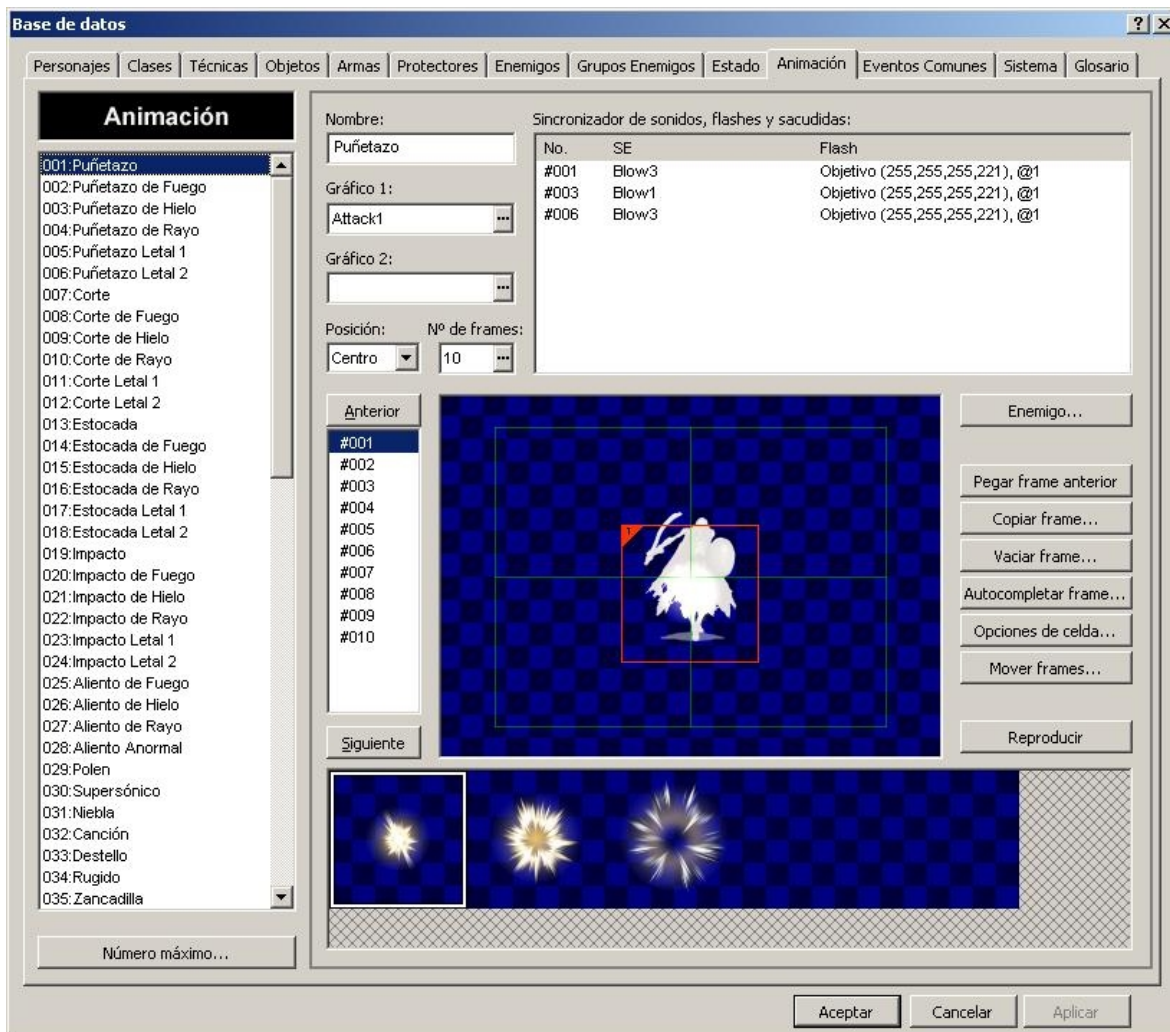 Base de datos
Personajes Clases Técnicas Objetos Armas Protectores Enemigos Grupos Enemigos Estado Animación Eventos Comunes Sistema Glosario
Animación
001:Puñetazo
002:Puñetazo de Fuego
003:Puñetazo de Hielo
004:Puñetazo de Rayo
005:Puñetazo Letal 1
006:Puñetazo Letal 2
007:Corte
008:Corte de Fuego
009:Corte de Hielo
010:Corte de Rayo
011:Corte Letal 1
012:Corte Letal 2
013:Estocada
014:Estocada de Fuego
015:Estocada de Hielo
016:Estocada de Rayo
017:Estocada Letal 1
018:Estocada Letal 2
019:Impacto
020:Impacto de Fuego
021:Impacto de Hielo
022:Impacto de Rayo
023:Impacto Letal 1
024:Impacto Letal 2
025:Aliento de Fuego
026:Aliento de Hielo
027:Aliento de Rayo
028:Aliento Anormal
029:Polen
030:Supersónico
031:Niebla
032:Canción
033:Destello
034:Rugido
035:Zancadilla
Número máximo...
Nombre:
Puñetazo
Gráfico 1:
Attack1
Gráfico 2:
Posición: Nº de frames:
Centro 10
Sincronizador de sonidos, flashes y sacudidas:
No. SE Flash
#001 Blow3 Objetivo (255,255,255,221), @1
#003 Blow1 Objetivo (255,255,255,221), @1
#006 Blow3 Objetivo (255,255,255,221), @1
Anterior
#001
#002
#003
#004
#005
#006
#007
#008
#009
#010
Siguiente
1
Enemigo...
Pegar frame anterior
Copiar frame...
Vaciar frame...
Autocompletar frame...
Opciones de celda...
Mover frames...
Reproducir
Aceptar Cancelar Aplicar